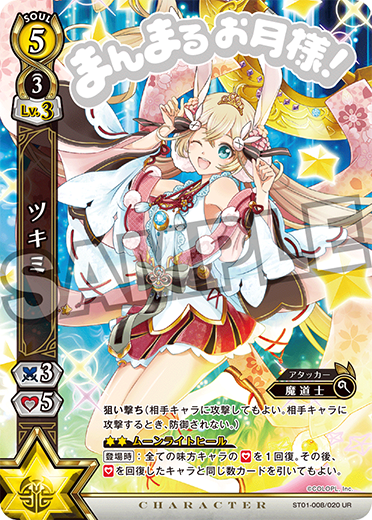 SOUL
5
3
Lv.3
まんまるお月様!
ツキミ
SAMPLE
3
5
アタッカー
魔道士
狙い撃ち(相手キャラに攻撃してもよい。相手キャラに
攻撃するとき、防御されない。)
★★ ムーンライトヒール
登場時:全ての味方キャラの♥を1回復。その後、
♥を回復したキャラと同じ数カードを引いてもよい。
©COLOPL, Inc.
CHARACTER
ST01-008/020 UR